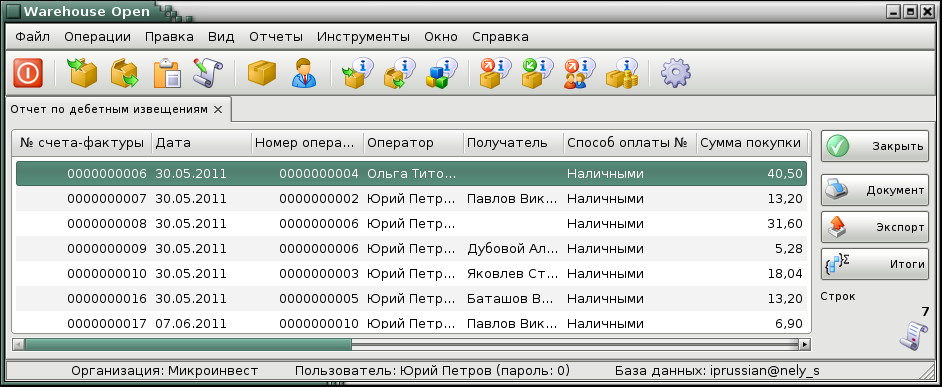 Warehouse Open
Файл Операции Правка Вид Отчеты Инструменты Окно Справка
Отчет по дебетным извещениям
№ счета-фактуры Дата Номер опера... Оператор Получатель Способ оплаты № Сумма покупки
0000000006 30.05.2011 0000000004 Ольга Тито... Наличными 40,50
0000000007 30.05.2011 0000000002 Юрий Петр... Павлов Вик... Наличными 13,20
0000000008 30.05.2011 0000000006 Юрий Петр... Наличными 31,60
0000000009 30.05.2011 0000000006 Юрий Петр... Дубовой Ал... Наличными 5,28
0000000010 30.05.2011 0000000003 Юрий Петр... Яковлев Ст... Наличными 18,04
0000000016 30.05.2011 0000000005 Юрий Петр... Баташов В... Наличными 13,20
0000000017 07.06.2011 0000000010 Юрий Петр... Павлов Вик... Наличными 6,90
Закрыть
Документ
Экспорт
Итоги
Строк
7
Организация: Микроинвест Пользователь: Юрий Петров (пароль: 0) База данных: iprussian@nely_s